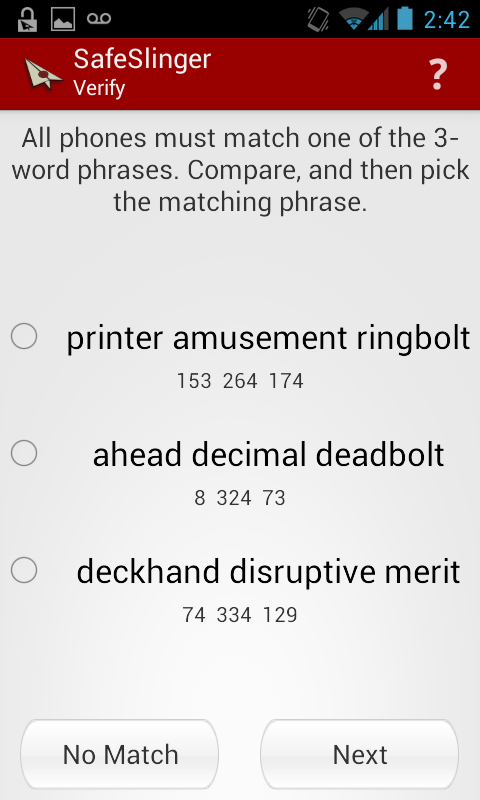 2:42
SafeSlinger
Verify
?
All phones must match one of the 3-
word phrases. Compare, and then pick
the matching phrase.
printer amusement ringbolt
153 264 174
ahead decimal deadbolt
8 324 73
deckhand disruptive merit
74 334 129
No Match
Next